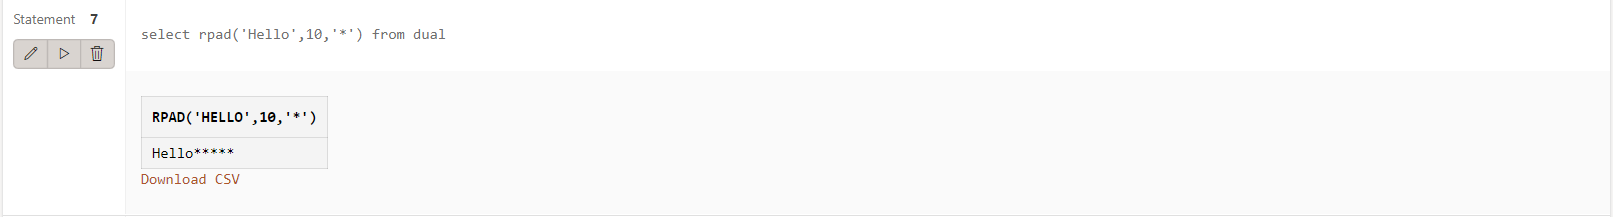 Statement 7
select rpad('Hello',10,'*') from dual
RPAD('HELLO',10,'*')
Hello*****
Download CSV